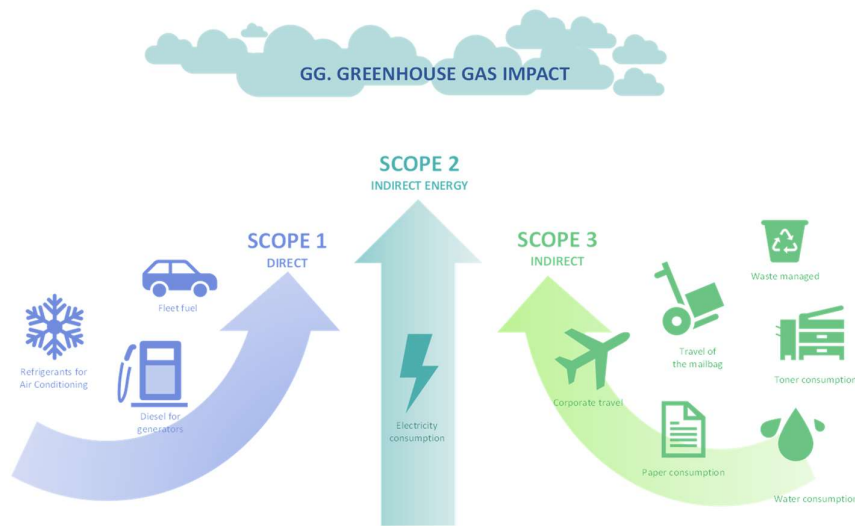 GG. GREENHOUSE GAS IMPACT
SCOPE 2
INDIRECT ENERGY
SCOPE 1
DIRECT
SCOPE 3
INDIRECT
Waste managed
Fleet fuel
Refrigerants for
Air Conditioning
Travel of
the mailbag
Toner consumption
Diesel for
generators
Corporate travel
Electricity
consumption
Paper consumption
Water consumption